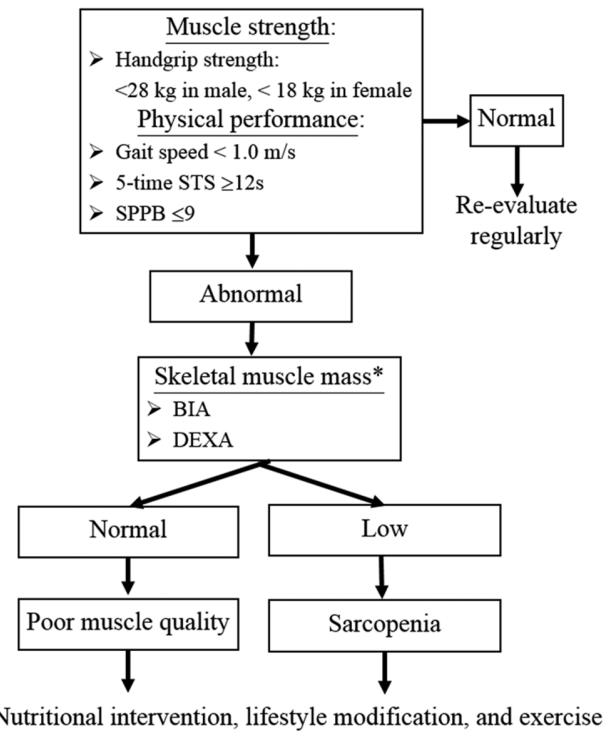 Muscle strength:
➢ Handgrip strength:
<28 kg in male, < 18 kg in female
Physical performance:
➢ Gait speed < 1.0 m/s
➢ 5-time STS ≥12s
➢ SPPB ≤9
Normal
Re-evaluate
regularly
Abnormal
Skeletal muscle mass*
➢ BIA
➢ DEXA
Normal
Low
Poor muscle quality
Sarcopenia
Nutritional intervention, lifestyle modification, and exercise